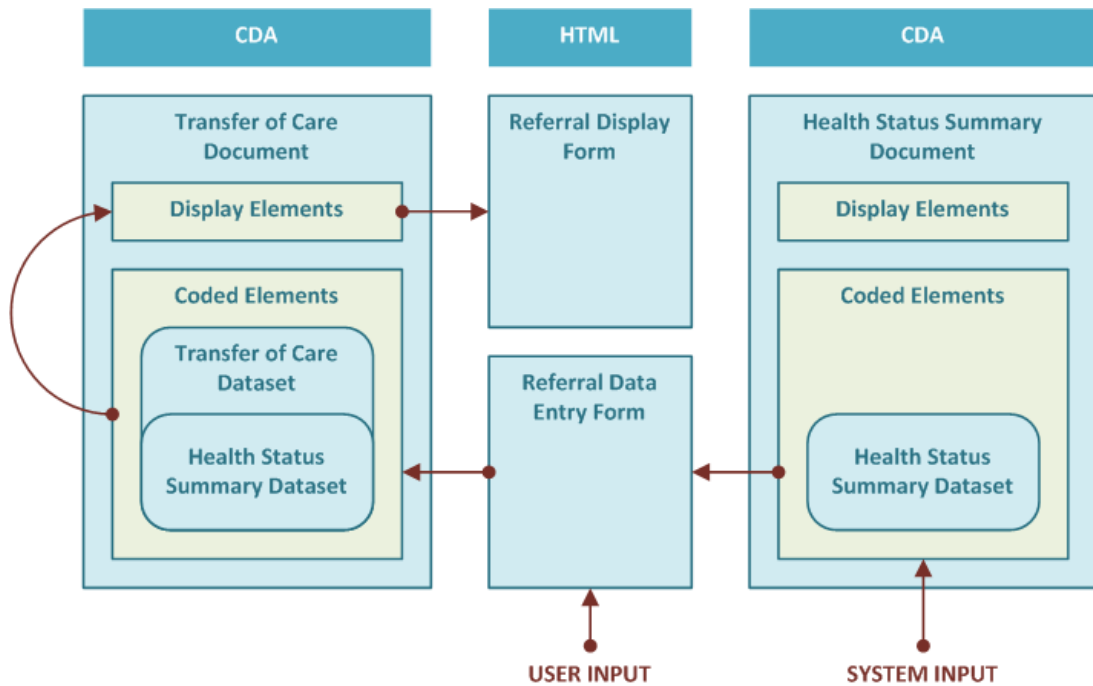 CDA
HTML
CDA
Transfer of Care
Document
Display Elements
Coded Elements
Transfer of Care
Dataset
Health Status
Summary Dataset
Referral Display
Form
Referral Data
Entry Form
Health Status Summary
Document
Display Elements
Coded Elements
Health Status
Summary Dataset
USER INPUT
SYSTEM INPUT